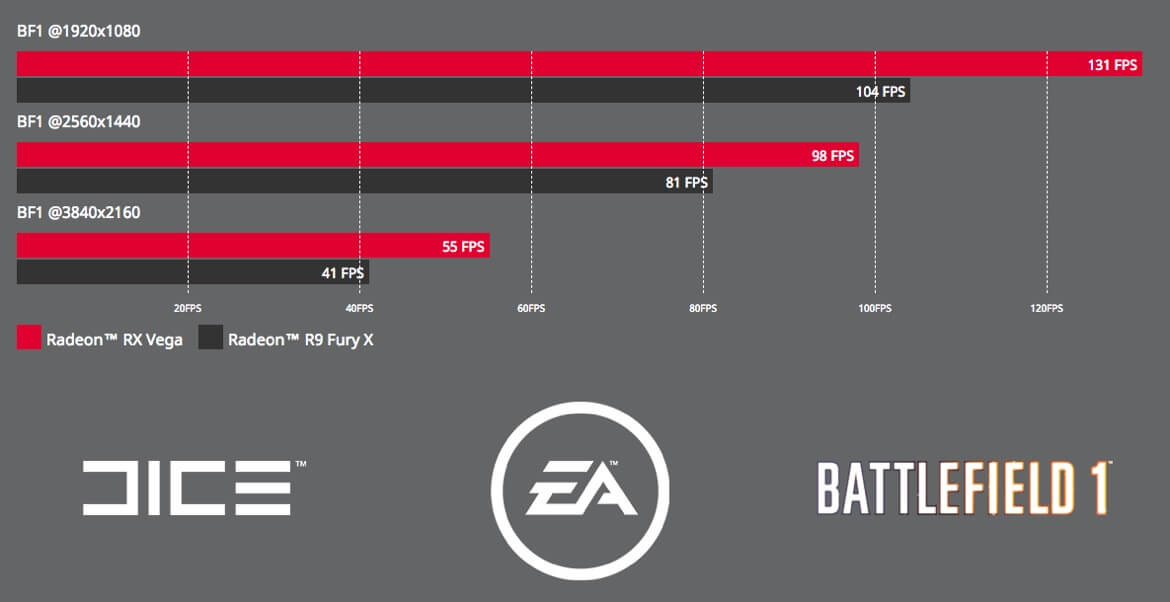 BF1 @1920x1080
131 FPS
104 FPS
BF1 @2560x1440
98 FPS
81 FPS
BF1 @3840x2160
55 FPS
41 FPS
20FPS 40FPS 60FPS 80FPS 100FPS 120FPS
Radeon™ RX Vega Radeon™ R9 Fury X
DICE™ EA™ BATTLEFIELD 1™